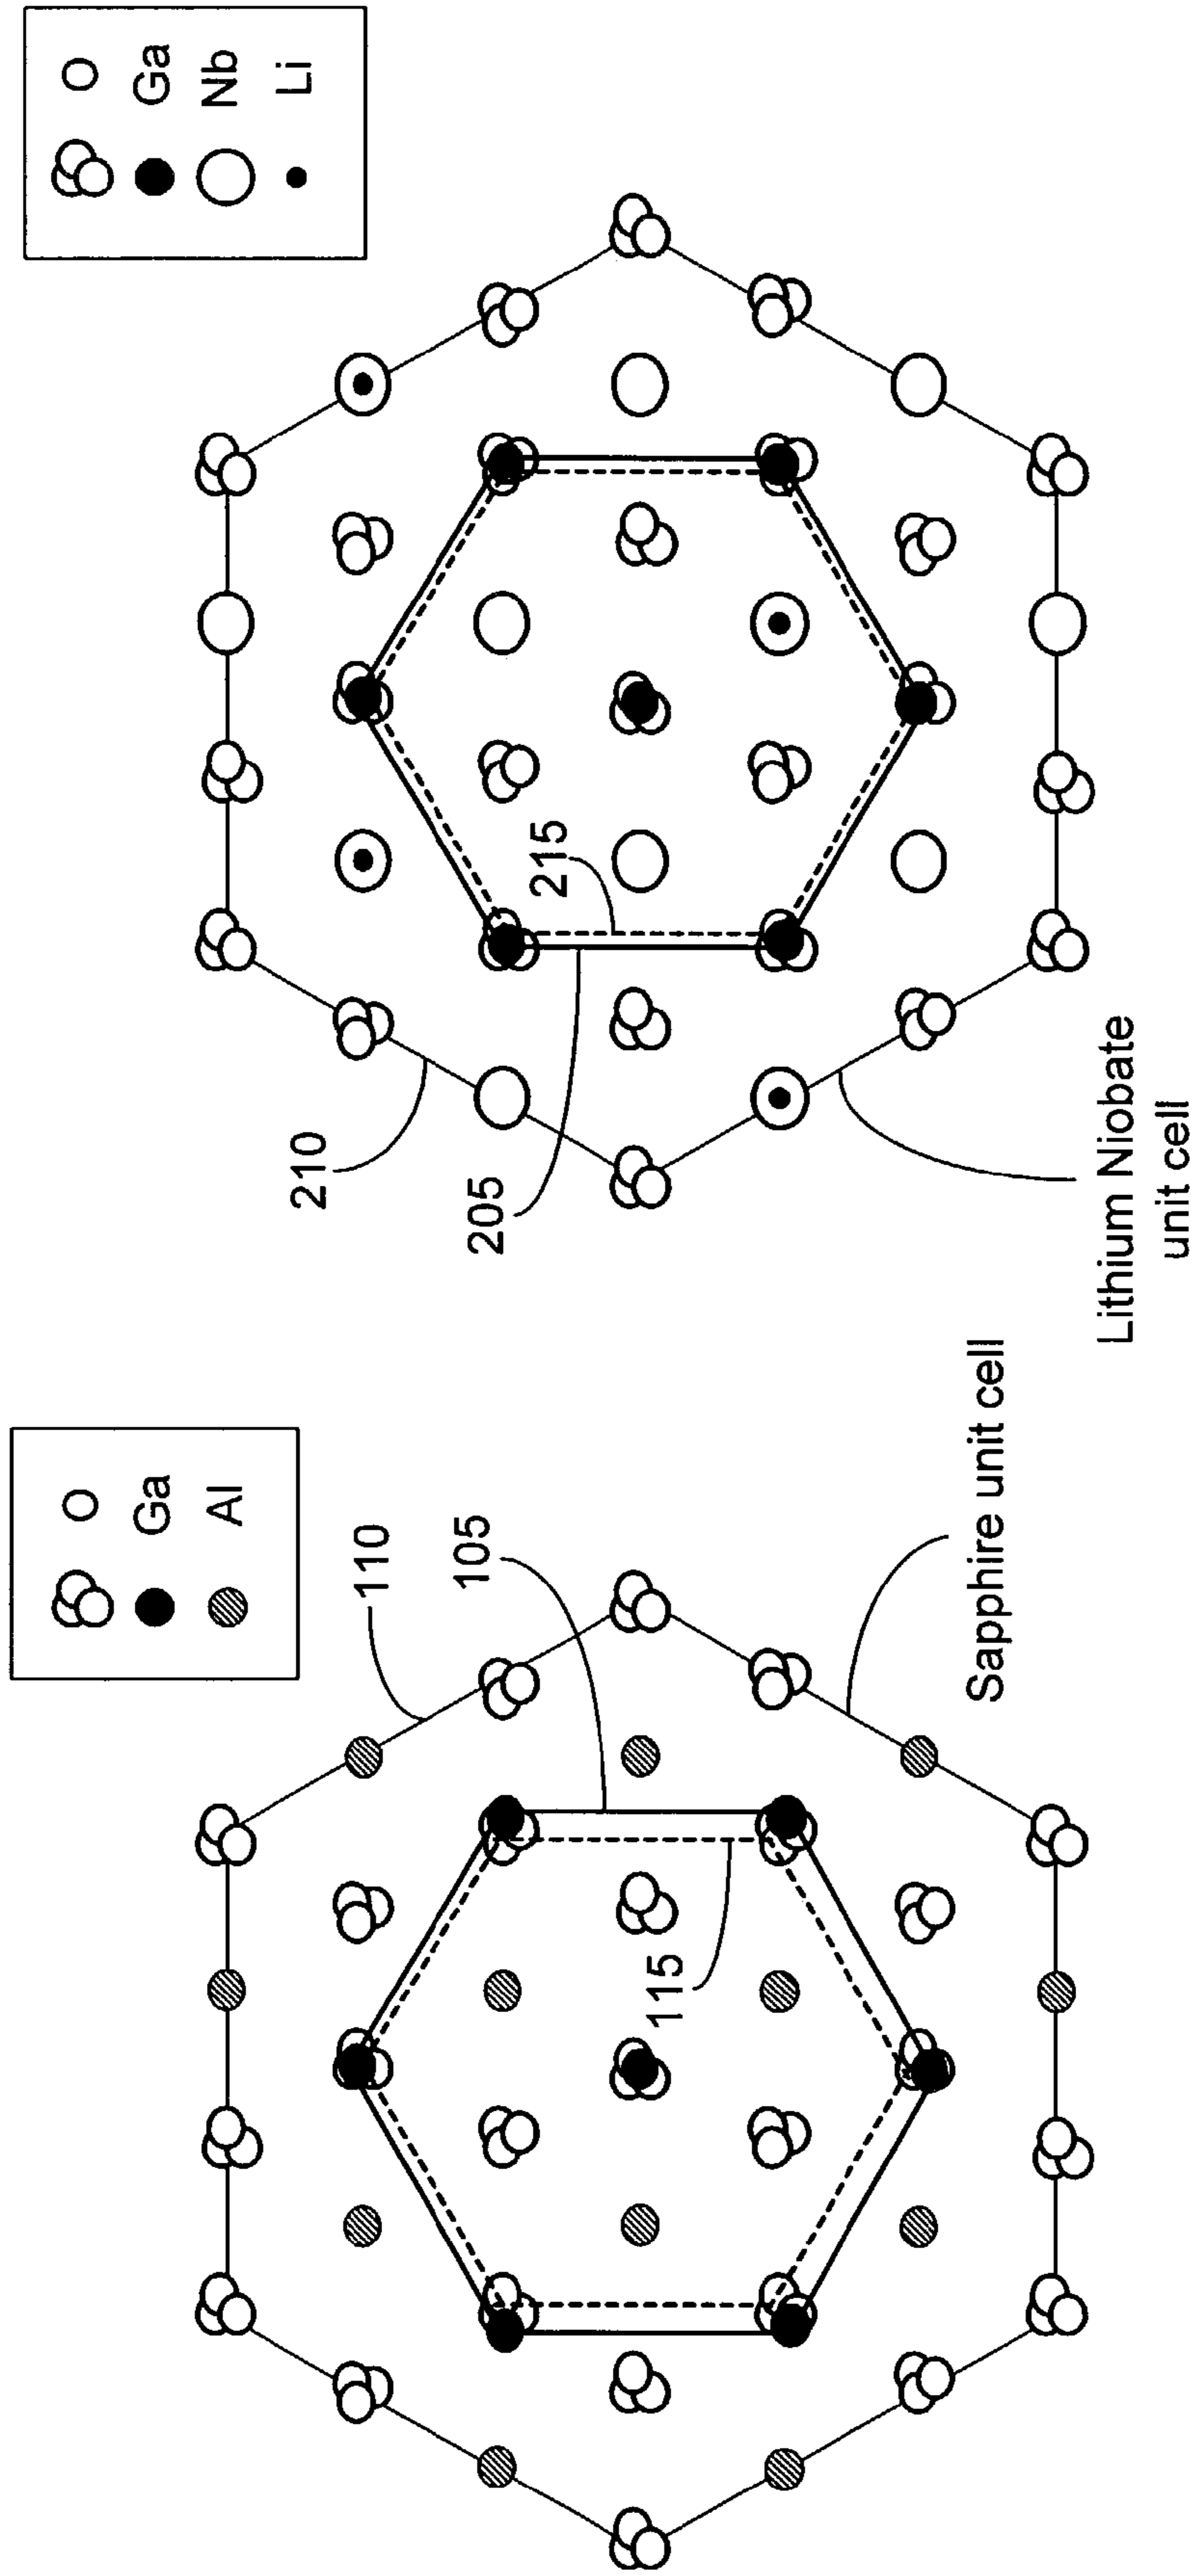 O
Ga
Al
110
105
115
Sapphire unit cell
O
Ga
Nb
Li
210
205
215
Lithium Niobate
unit cell